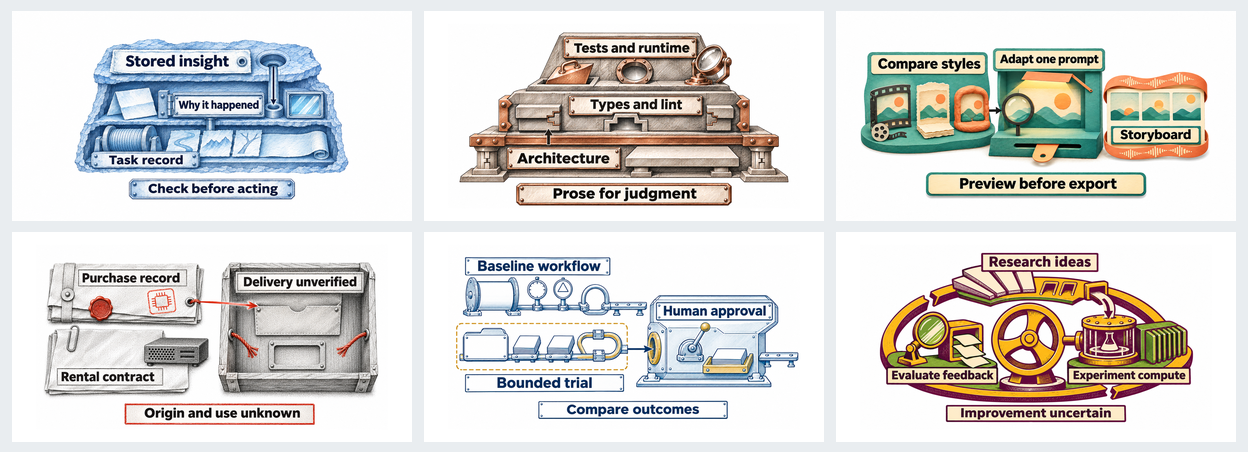 Stored insight
Why it happened
Task record
Check before acting
Tests and runtime
Types and lint
Architecture
Prose for judgment
Compare styles
Adapt one prompt
Storyboard
Preview before export
Purchase record
Delivery unverified
Rental contract
Origin and use unknown
Baseline workflow
Human approval
Bounded trial
Compare outcomes
Research ideas
Evaluate feedback
Experiment compute
Improvement uncertain